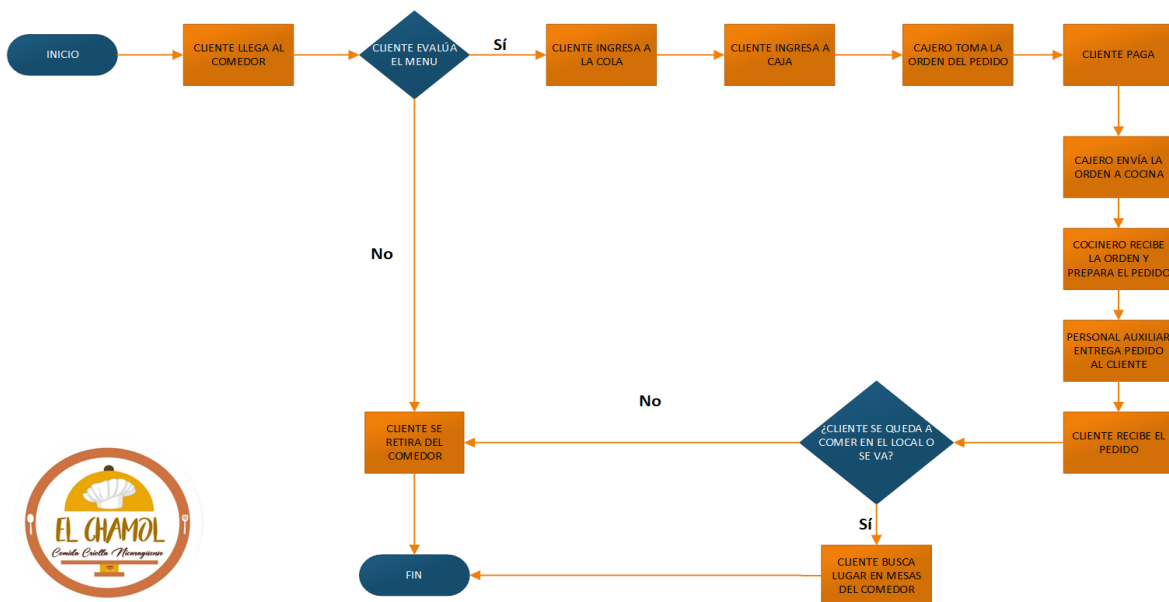 INICIO
CLIENTE LLEGA AL
COMEDOR
CLIENTE EVALÚA
EL MENU
Sí
CLIENTE INGRESA A
LA COLA
CLIENTE INGRESA A
CAJA
CAJERO TOMA LA
ORDEN DEL PEDIDO
CLIENTE PAGA
CAJERO ENVÍA LA
ORDEN A COCINA
COCINERO RECIBE
LA ORDEN Y
PREPARA EL PEDIDO
PERSONAL AUXILIAR
ENTREGA PEDIDO
AL CLIENTE
CLIENTE RECIBE EL
PEDIDO
¿CLIENTE SE QUEDA A
COMER EN EL LOCAL O
SE VA?
No
No
CLIENTE SE
RETIRA DEL
COMEDOR
Sí
CLIENTE BUSCA
LUGAR EN MESAS
DEL COMEDOR
FIN
EL CHAMOL
Comida Criolla Nicaragüense